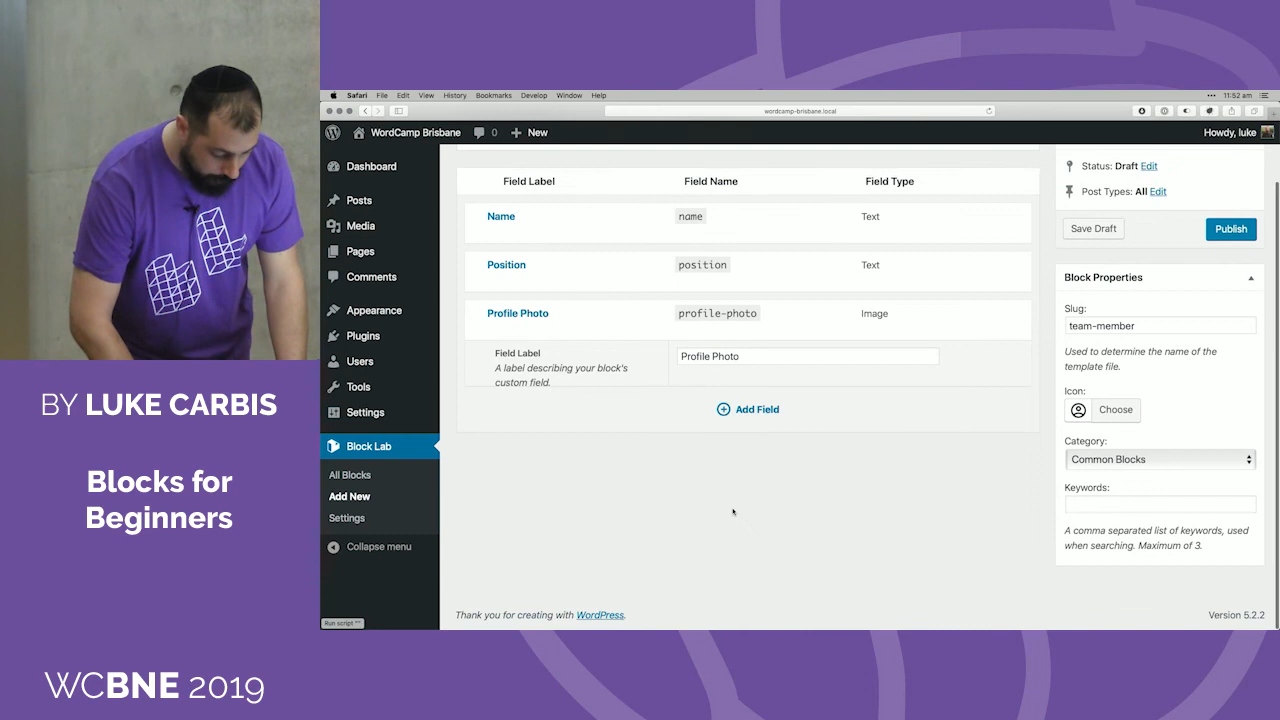 BY LUKE CARBIS
Blocks for
Beginners
WCBNE 2019
Safari File Edit View History Bookmarks Develop Window Help
11:52 am
wordcamp-brisbane.local
WordCamp Brisbane 0 New
Howdy, luke
Dashboard
Posts
Media
Pages
Comments
Appearance
Plugins
Users
Tools
Settings
Block Lab
All Blocks
Add New
Settings
Collapse menu
Run script ""
Field Label Field Name Field Type
Name name Text
Position position Text
Profile Photo profile-photo Image
Field Label
A label describing your block's
custom field.
Profile Photo
Add Field
Thank you for creating with WordPress.
Status: Draft Edit
Post Types: All Edit
Save Draft Publish
Block Properties
Slug:
team-member
Used to determine the name of the
template file.
Icon:
Choose
Category:
Common Blocks
Keywords:
A comma separated list of keywords, used
when searching. Maximum of 3.
Version 5.2.2